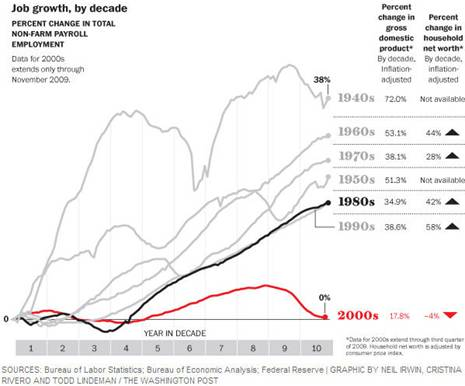 Job growth, by decade
PERCENT CHANGE IN TOTAL
NON-FARM PAYROLL
EMPLOYMENT
Data for 2000s
extends only through
November 2009.
Percent
change in
gross
domestic
product*
By decade,
Inflation-
adjusted
Percent
change in
household
net worth*
By decade,
inflation-
adjusted
38%
1940s 72.0% Not available
1960s 53.1% 44% ▲
1970s 38.1% 28% ▲
1950s 51.3% Not available
1980s 34.9% 42% ▲
1990s 38.6% 58% ▲
0%
0
2000s 17.8% –4% ▼
YEAR IN DECADE
1 2 3 4 5 6 7 8 9 10
*Data for 2000s extends through third quarter
of 2009. Household net worth is adjusted by
consumer price index.
SOURCES: Bureau of Labor Statistics; Bureau of Economic Analysis; Federal Reserve | GRAPHIC BY NEIL IRWIN, CRISTINA
RIVERO AND TODD LINDEMAN / THE WASHINGTON POST